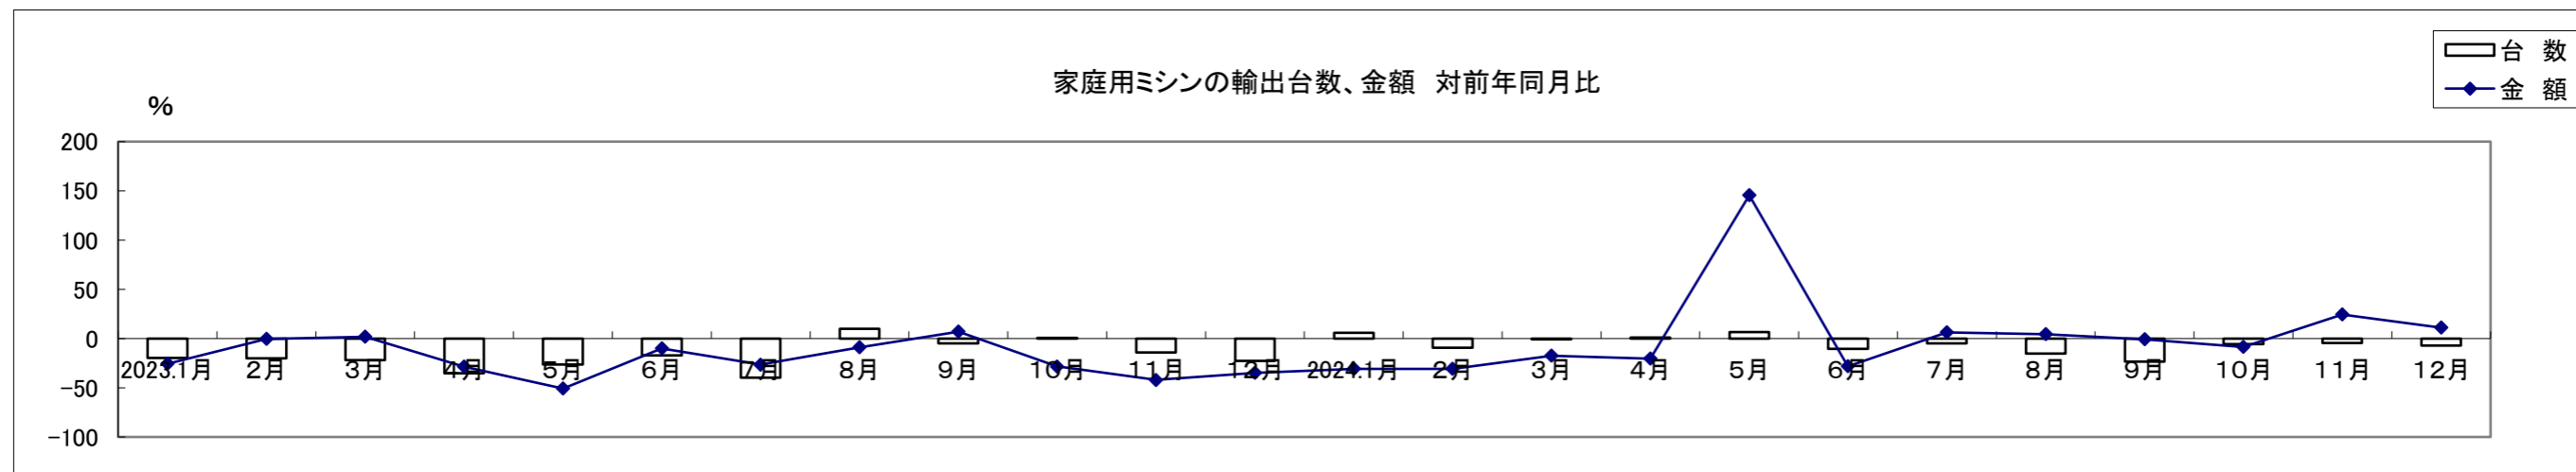 台　数
金　額
家庭用ミシンの輸出台数、金額　対前年同月比
％
200
150
100
50
0
-50
-100
2023.1月 2月 3月 4月 5月 6月 7月 8月 9月 10月 11月 12月 2024.1月 2月 3月 4月 5月 6月 7月 8月 9月 10月 11月 12月